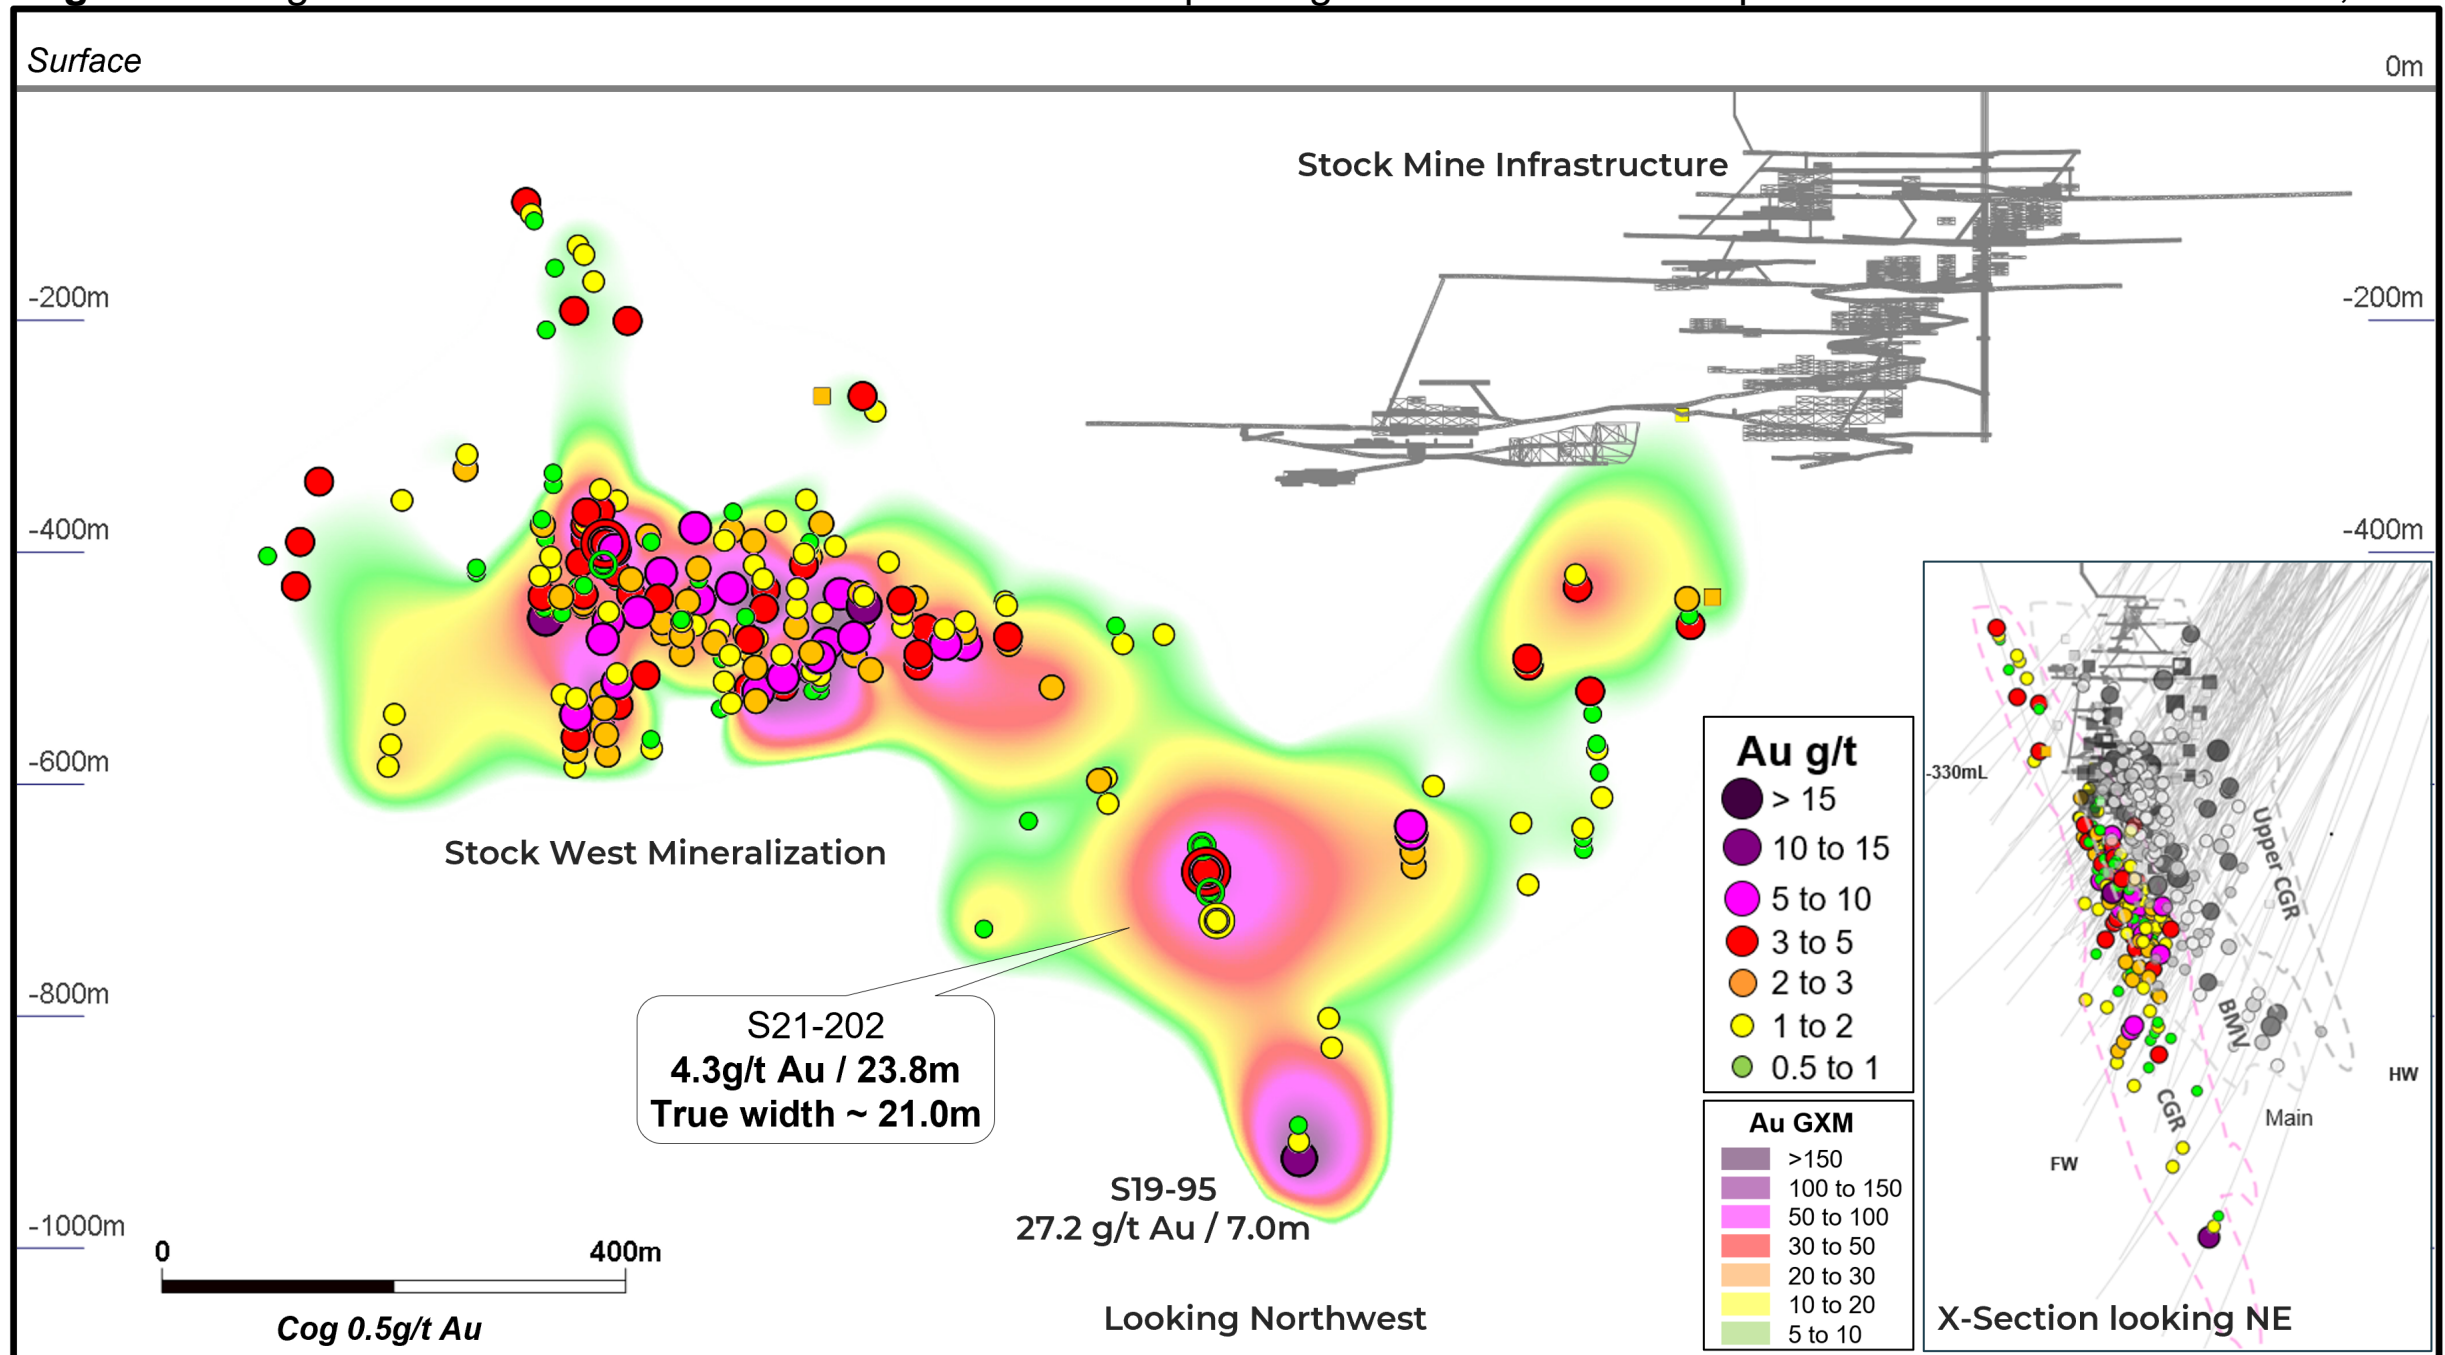 Surface
0m
Stock Mine Infrastructure
-200m
-200m
-400m
-400m
-600m
Stock West Mineralization
-800m
S21-202
4.3g/t Au / 23.8m
True width ~ 21.0m
S19-95
27.2 g/t Au / 7.0m
-1000m
0
400m
Cog 0.5g/t Au
Looking Northwest
Au g/t
> 15
10 to 15
5 to 10
3 to 5
2 to 3
1 to 2
0.5 to 1
Au GXM
>150
100 to 150
50 to 100
30 to 50
20 to 30
10 to 20
5 to 10
-330mL
Upper CGR
BMV
HW
CGR
Main
FW
X-Section looking NE